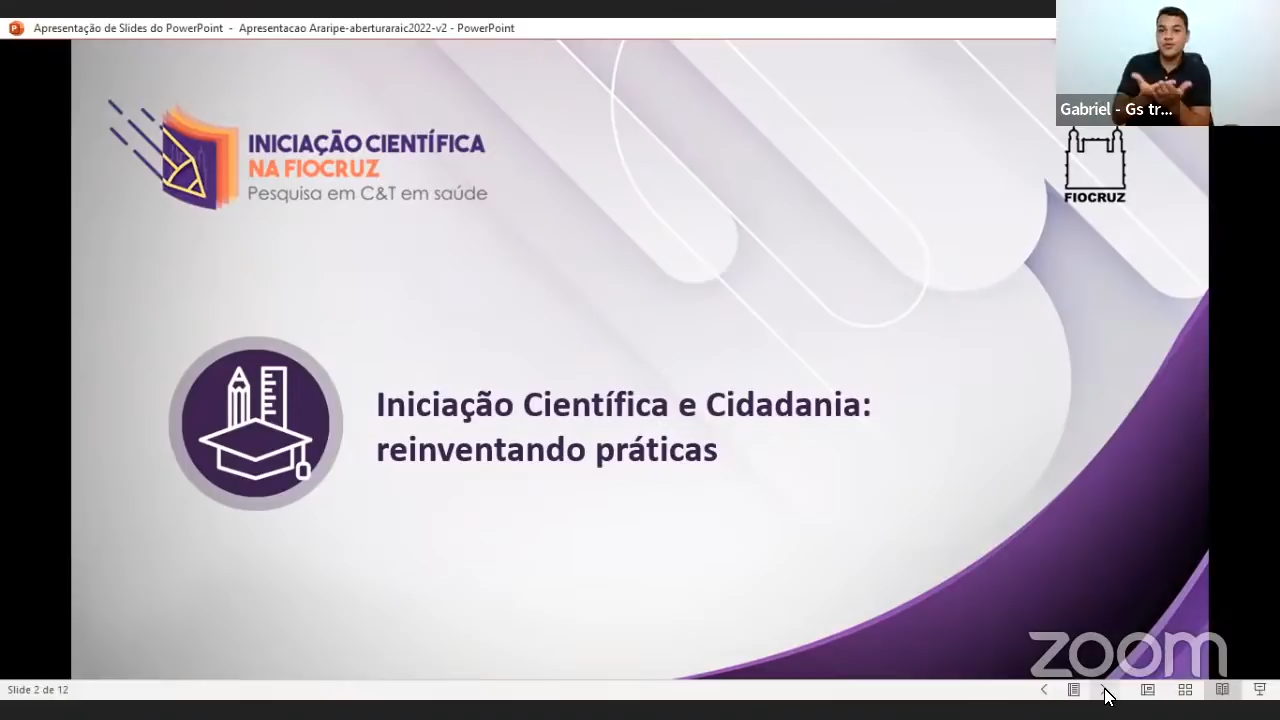 Apresentação de Slides do PowerPoint - Apresentacao Araripe-aberturaraic2022-v2 - PowerPoint
Gabriel - Gs tr...
INICIAÇÃO CIENTÍFICA
NA FIOCRUZ
Pesquisa em C&T em saúde
FIOCRUZ
Iniciação Científica e Cidadania:
reinventando práticas
zoom
Slide 2 de 12